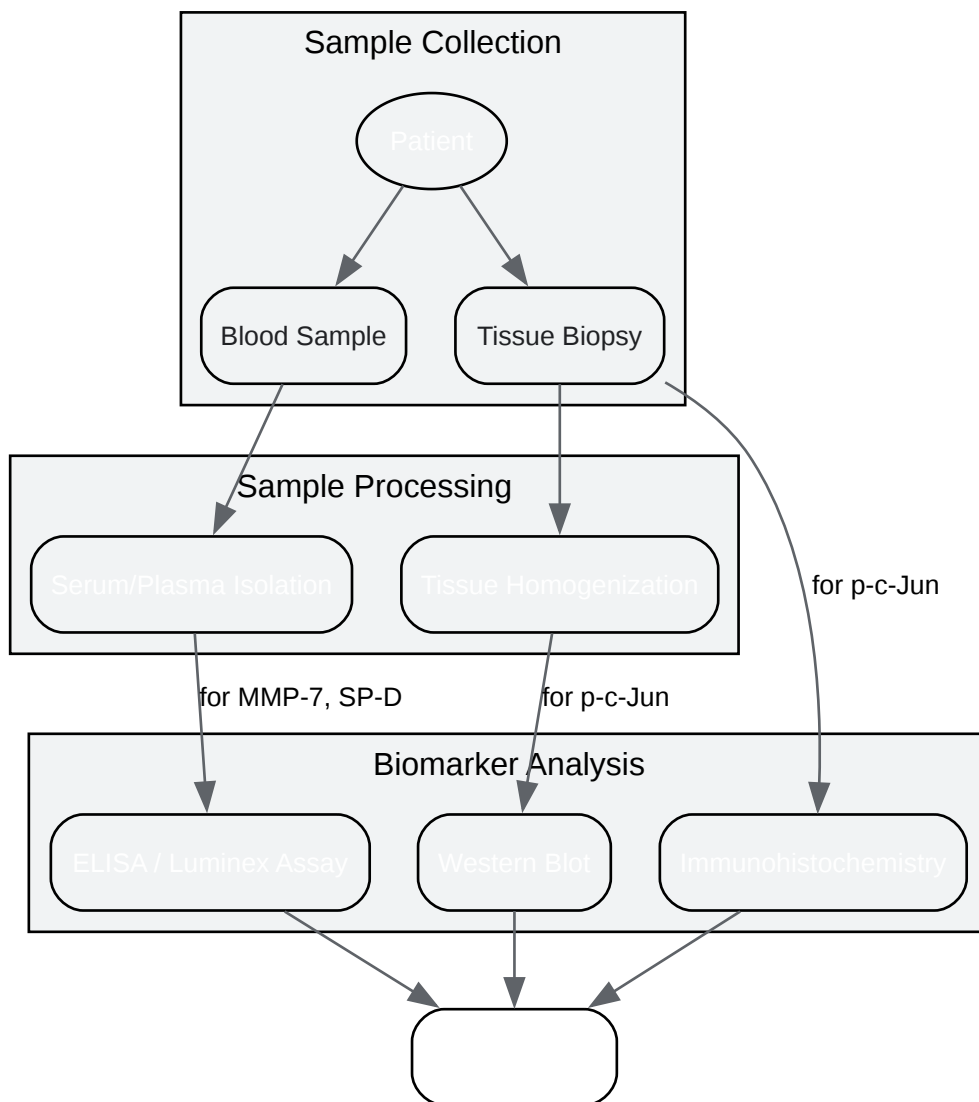 Sample Collection
Patient
Blood Sample
Tissue Biopsy
Sample Processing
Serum/Plasma Isolation
Tissue Homogenization
for p-c-Jun
for MMP-7, SP-D
for p-c-Jun
Biomarker Analysis
ELISA / Luminex Assay
Western Blot
Immunohistochemistry